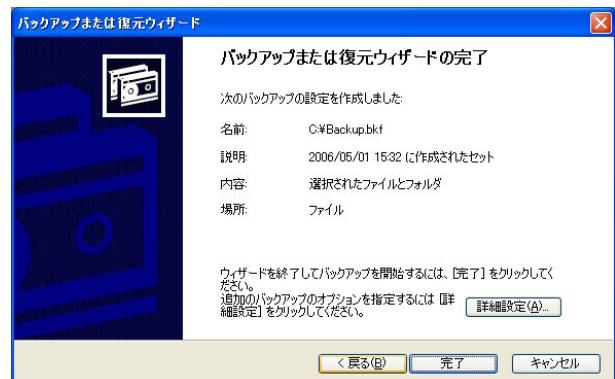 バックアップまたは復元ウィザード
バックアップまたは復元ウィザードの完了
次のバックアップの設定を作成しました:
名前: C:¥Backup.bkf
説明: 2006/05/01 15:32 に作成されたセット
内容: 選択されたファイルとフォルダ
場所: ファイル
ウィザードを終了してバックアップを開始するには、[完了] をクリックしてく
ださい。
追加のバックアップのオプションを指定するには [詳
細設定] をクリックしてください。
詳細設定(A)...
< 戻る(B)
完了
キャンセル